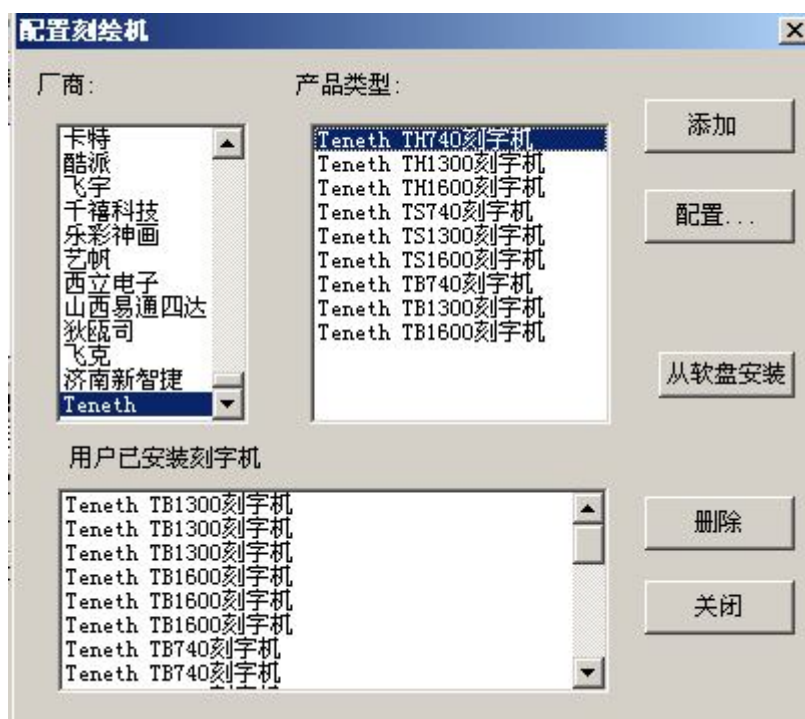 配置刻绘机
厂商:
产品类型:
卡特
酷派
飞宇
千禧科技
乐彩神画
艺帆
西立电子
山西易通四达
狄瓯司
飞克
济南新智捷
Teneth
Teneth TH740刻字机
Teneth TH1300刻字机
Teneth TH1600刻字机
Teneth TS740刻字机
Teneth TS1300刻字机
Teneth TS1600刻字机
Teneth TB740刻字机
Teneth TB1300刻字机
Teneth TB1600刻字机
添加
配置...
从软盘安装
用户已安装刻字机
Teneth TB1300刻字机
Teneth TB1300刻字机
Teneth TB1300刻字机
Teneth TB1600刻字机
Teneth TB1600刻字机
Teneth TB1600刻字机
Teneth TB740刻字机
Teneth TB740刻字机
删除
关闭